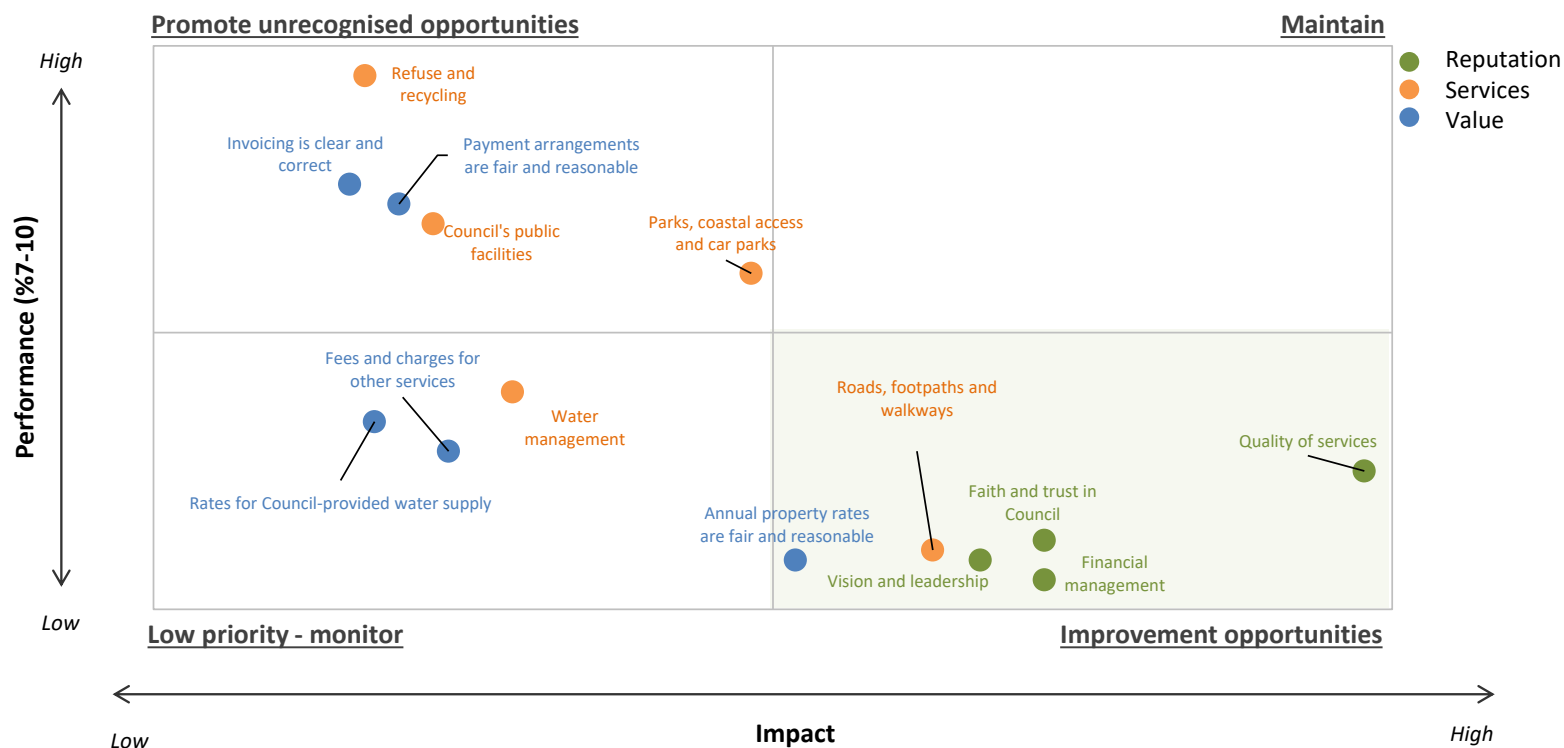 Promote unrecognised opportunities
Maintain
High
Reputation
Services
Value
Refuse and
recycling
Invoicing is clear and
correct
Payment arrangements
are fair and reasonable
Council's public
facilities
Parks, coastal access
and car parks
Performance (%7-10)
Fees and charges for
other services
Water
management
Rates for Council-provided water supply
Roads, footpaths and
walkways
Quality of services
Annual property rates
are fair and reasonable
Faith and trust in
Council
Vision and leadership
Financial
management
Low
Low priority - monitor
Improvement opportunities
Low
Impact
High